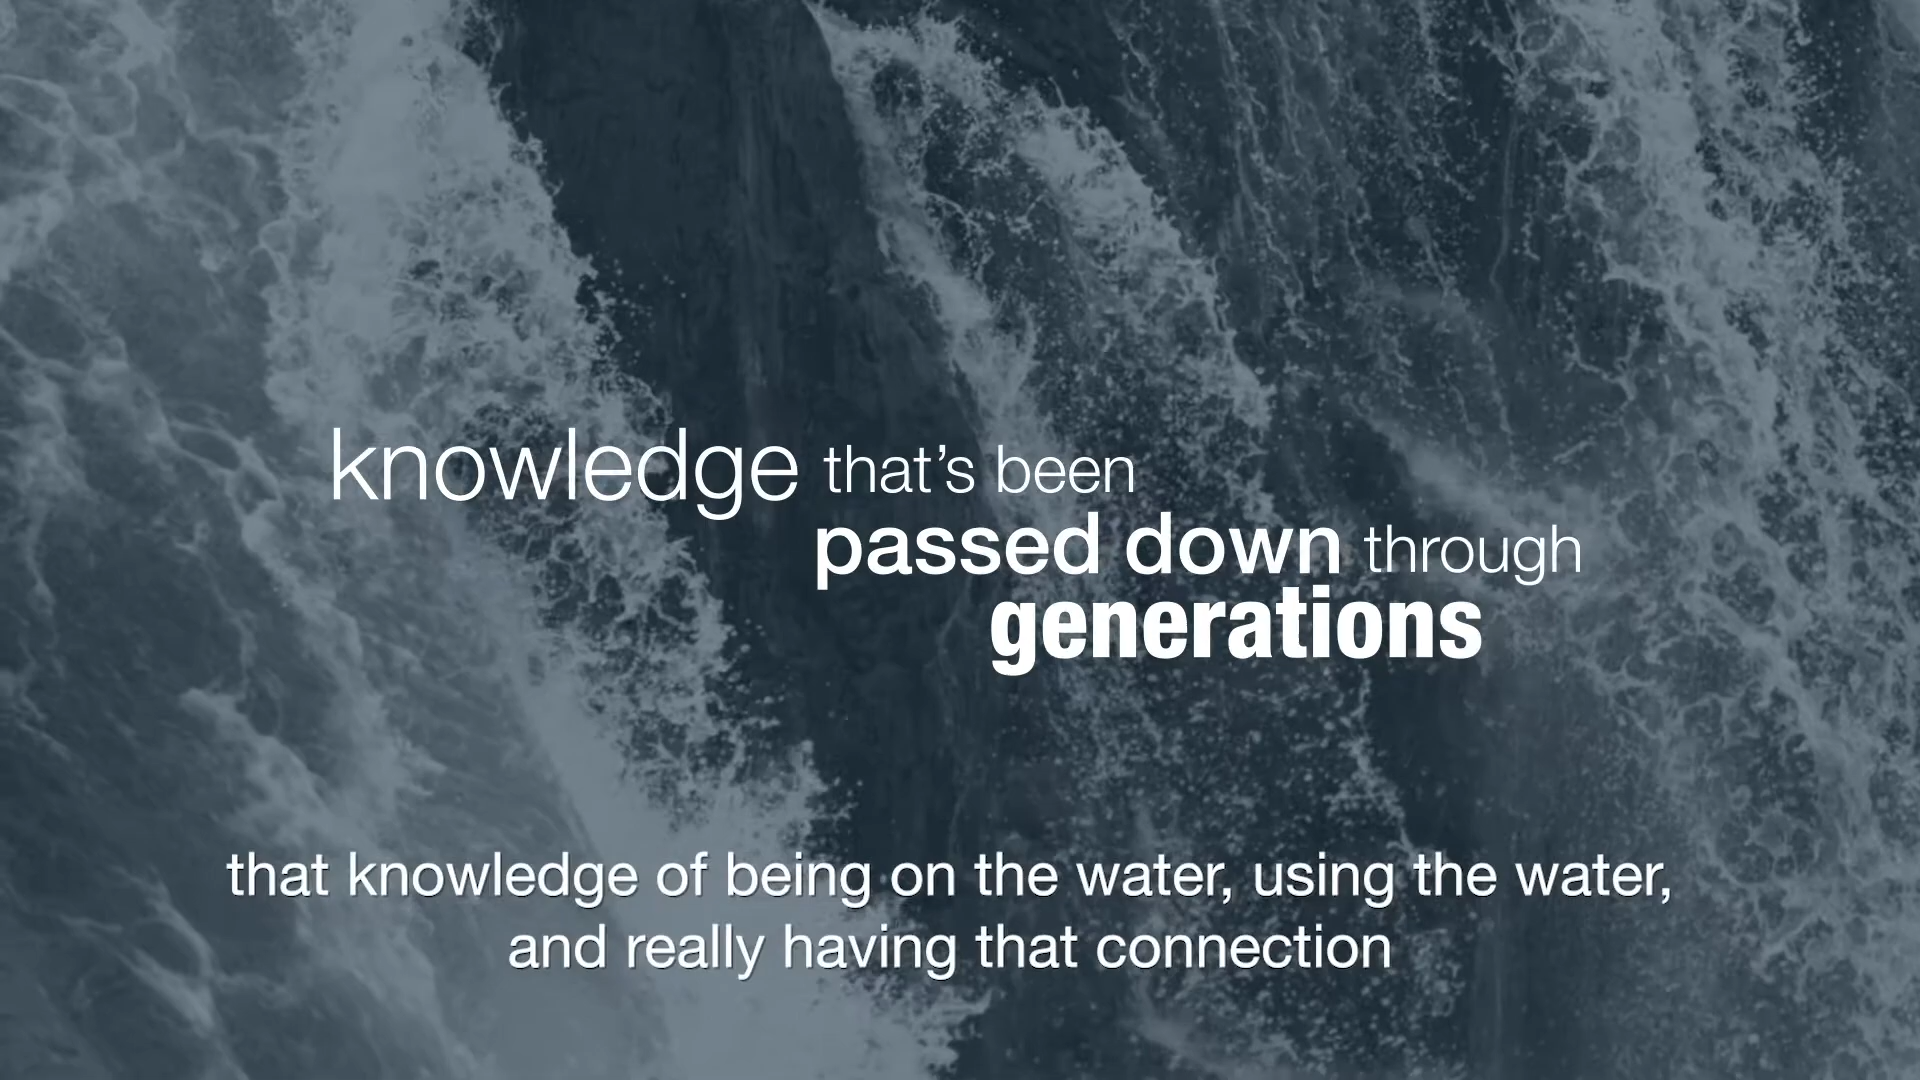 knowledge that's been
passed down through
generations
that knowledge of being on the water, using the water,
and really having that connection